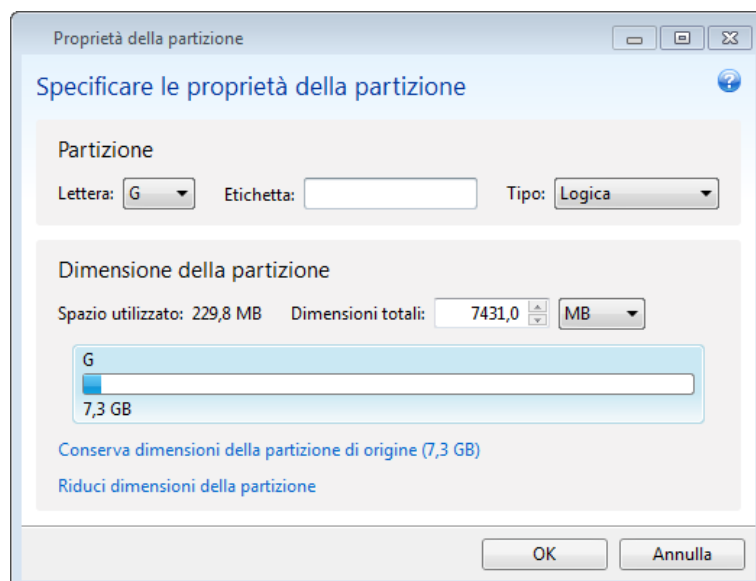 Proprietà della partizione
Specificare le proprietà della partizione
Partizione
Lettera: G Etichetta: Tipo: Logica
Dimensione della partizione
Spazio utilizzato: 229,8 MB Dimensioni totali: 7431,0 MB
G
7,3 GB
Conserva dimensioni della partizione di origine (7,3 GB)
Riduci dimensioni della partizione
OK Annulla